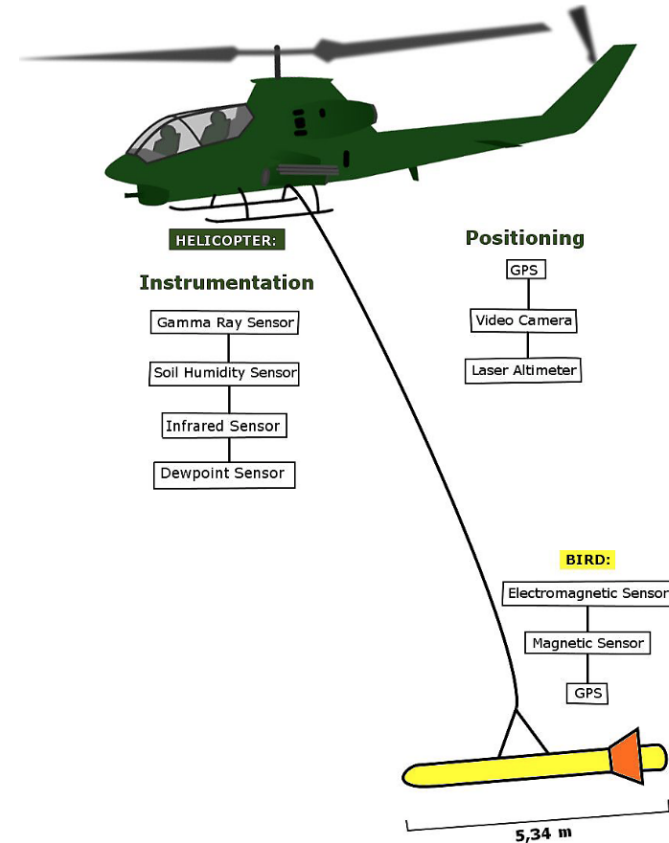 HELICOPTER:
Instrumentation
Gamma Ray Sensor
Soil Humidity Sensor
Infrared Sensor
Dewpoint Sensor
Positioning
GPS
Video Camera
Laser Altimeter
BIRD:
Electromagnetic Sensor
Magnetic Sensor
GPS
5,34 m